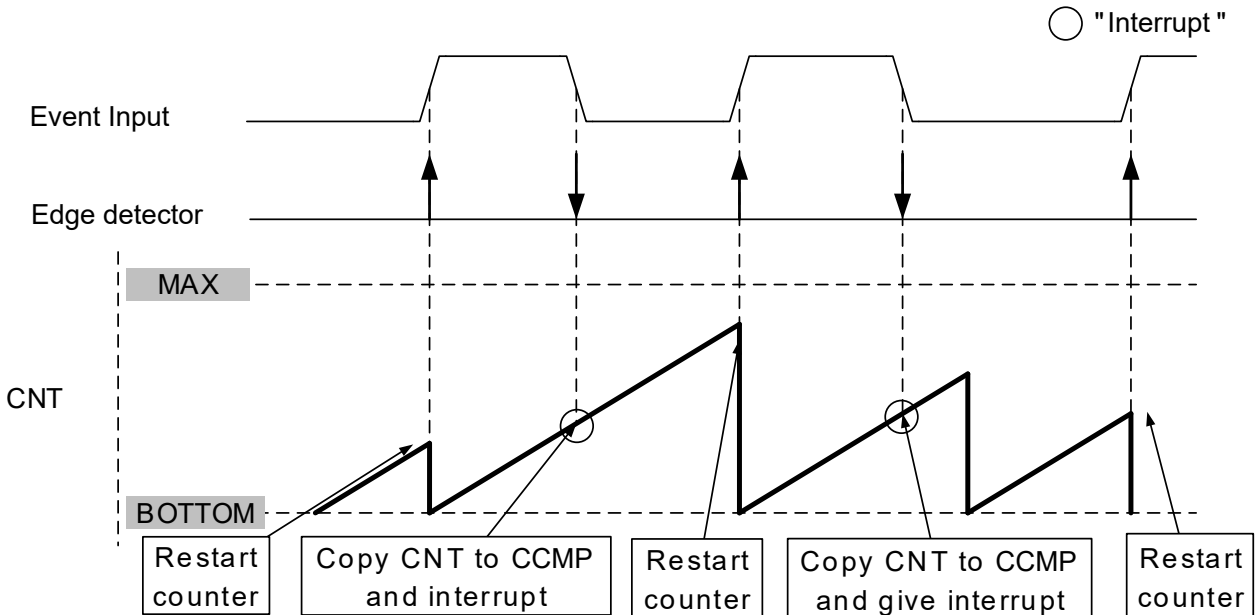 "Interrupt"
Event Input
Edge detector
MAX
CNT
BOTTOM
Restart
counter
Copy CNT to CCMP
and interrupt
Restart
counter
Copy CNT to CCMP
and give interrupt
Restart
counter